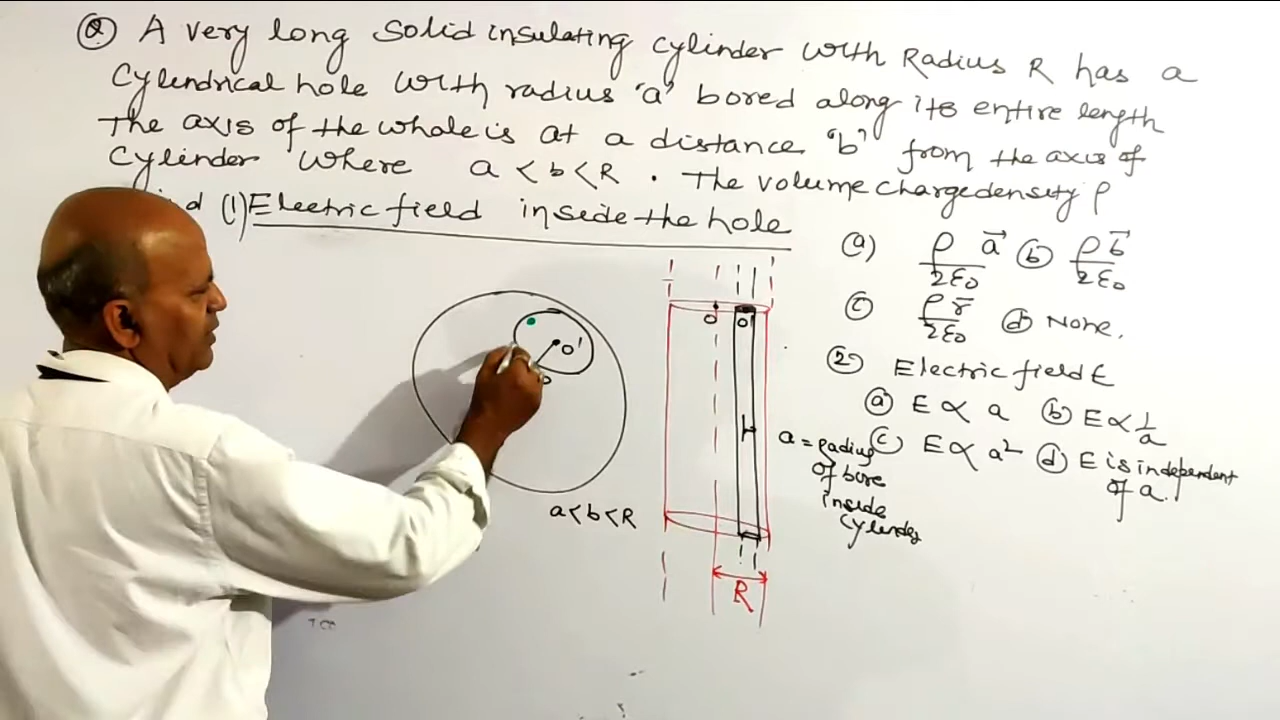 Q A very long Solid insulating cylinder with Radius R has a
Cylendrical hole with radius 'a' bored along its entire length
The axis of the whole is at a distance "b" from the axis of
Cylinder where a < b < R . The volume charge density ρ
(1) Electric field inside the hole
(a) ρ a⃗ / 2ε₀ (b) ρ b⃗ / 2ε₀
(c) ρ r⃗ / 2ε₀ (d) None.
(2) Electric field E
(a) E ∝ a (b) E ∝ 1/a
(c) E ∝ a² (d) E is independent
of a.
O'
a < b < R
O O'
a = radius
of bore
inside
cylinder
R